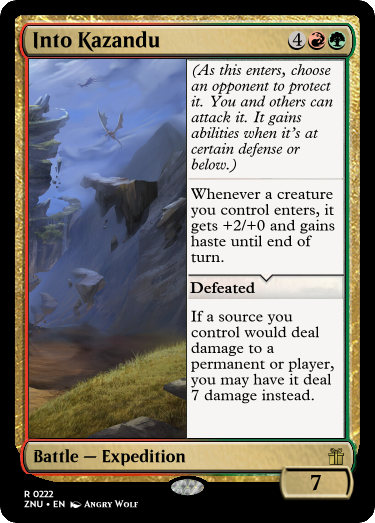 Into Kazandu
4
(As this enters, choose
an opponent to protect
it. You and others can
attack it. It gains
abilities when it's at
certain defense or
below.)
Whenever a creature
you control enters, it
gets +2/+0 and gains
haste until end of
turn.
Defeated
If a source you
control would deal
damage to a
permanent or player,
you may have it deal
7 damage instead.
Battle — Expedition
7
R 0222
ZNU • EN Angry Wolf